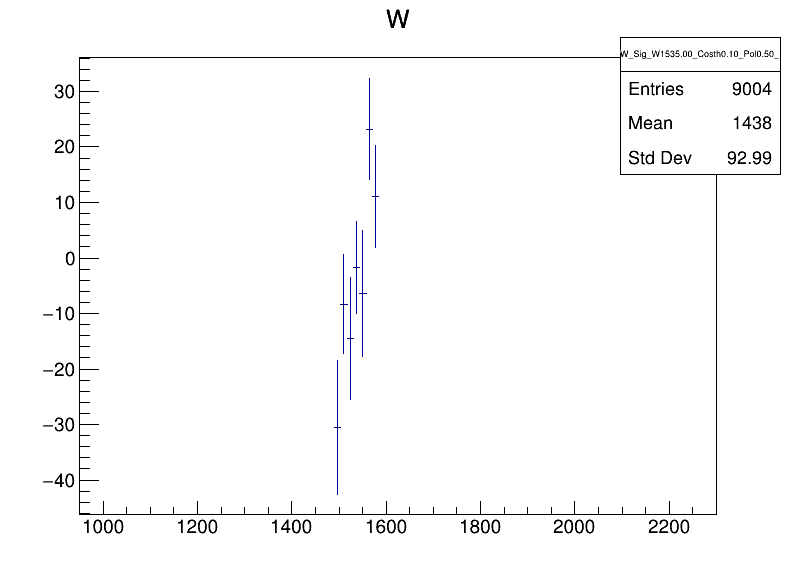 W
W_Sig_W1535.00_Costh0.10_Pol0.50_
Entries 9004
Mean 1438
Std Dev 92.99
30
20
10
0
−10
−20
−30
−40
1000 1200 1400 1600 1800 2000 2200